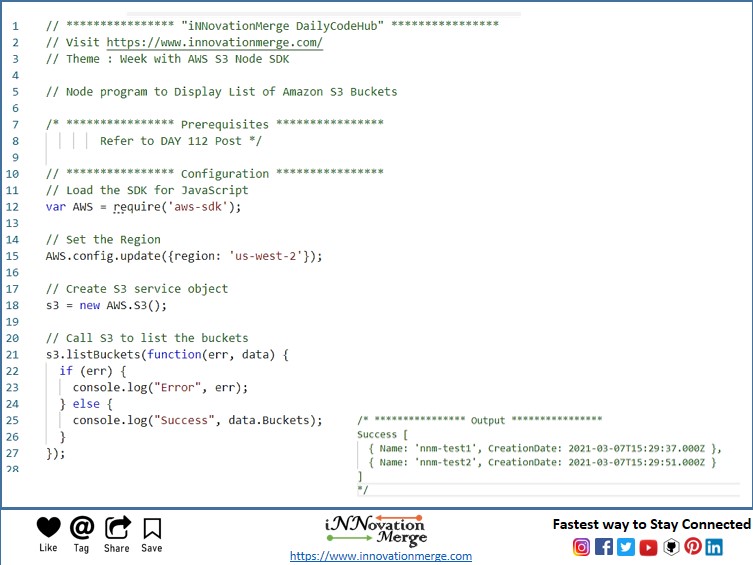 1 // **************** "iNNovationMerge DailyCodeHub" ****************
2 // Visit https://www.innovationmerge.com/
3 // Theme : Week with AWS S3 Node SDK
4
5 // Node program to Display List of Amazon S3 Buckets
6
7 /* **************** Prerequisites ****************
8 Refer to DAY 112 Post */
9
10 // **************** Configuration ****************
11 // Load the SDK for JavaScript
12 var AWS = require('aws-sdk');
13
14 // Set the Region
15 AWS.config.update({region: 'us-west-2'});
16
17 // Create S3 service object
18 s3 = new AWS.S3();
19
20 // Call S3 to list the buckets
21 s3.listBuckets(function(err, data) {
22 if (err) {
23 console.log("Error", err);
24 } else {
25 console.log("Success", data.Buckets);
26 }
27 });
28
/* **************** Output ****************
Success [
{ Name: 'nnm-test1', CreationDate: 2021-03-07T15:29:37.000Z },
{ Name: 'nnm-test2', CreationDate: 2021-03-07T15:29:51.000Z }
]
*/
Like Tag Share Save
iNNovation
Merge
https://www.innovationmerge.com
Fastest way to Stay Connected